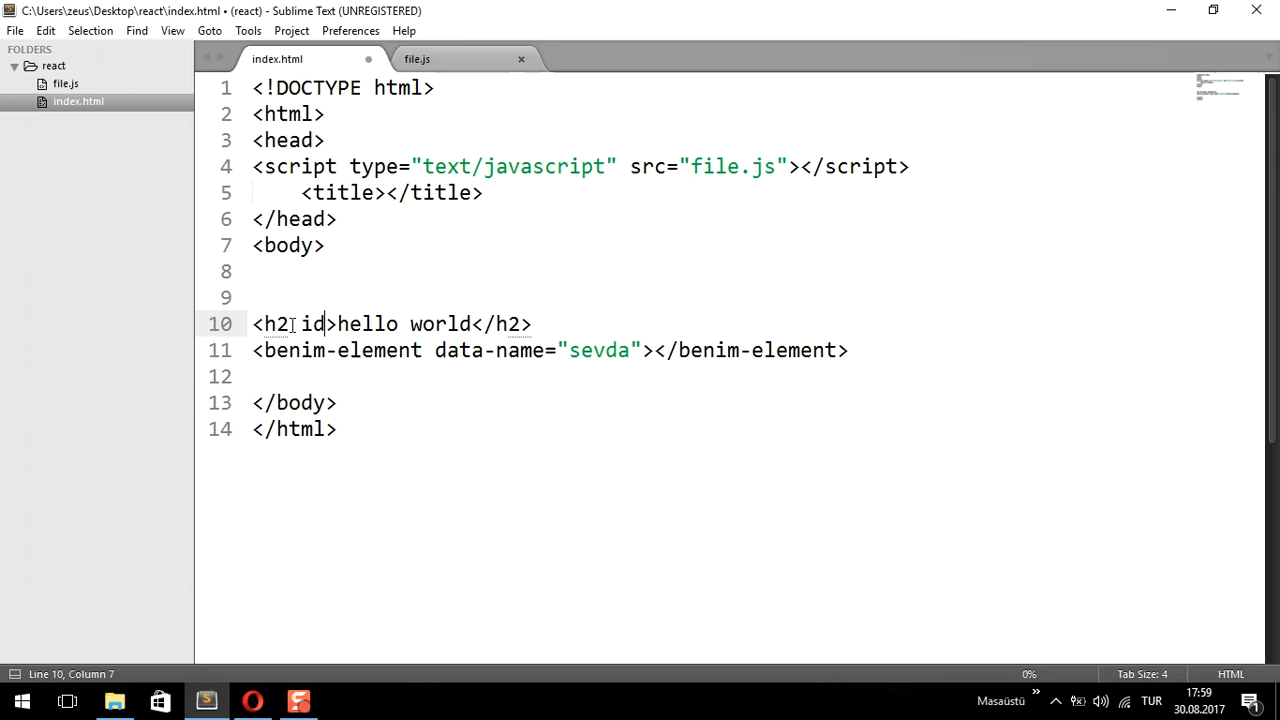 C:\Users\zeus\Desktop\react\index.html • (react) - Sublime Text (UNREGISTERED)
File Edit Selection Find View Goto Tools Project Preferences Help
FOLDERS
react
file.js
index.html
index.html
file.js
1 <!DOCTYPE html>
2 <html>
3 <head>
4 <script type="text/javascript" src="file.js"></script>
5 <title></title>
6 </head>
7 <body>
8
9
10 <h2 id>hello world</h2>
11 <benim-element data-name="sevda"></benim-element>
12
13 </body>
14 </html>
Line 10, Column 7
0%
Tab Size: 4
HTML
Masaüstü
TUR
17:59
30.08.2017
1